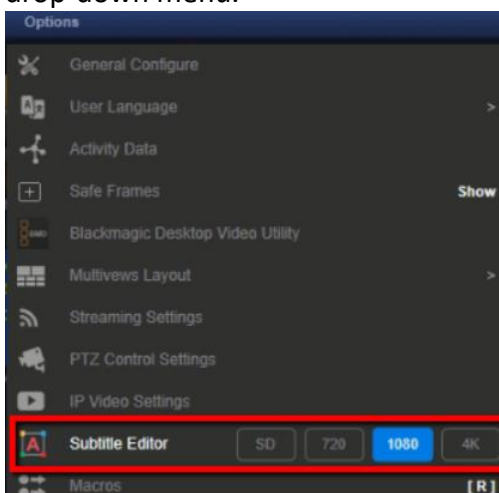 drop-down menu.
Options
General Configure
User Language >
Activity Data
Safe Frames Show
Blackmagic Desktop Video Utility
Multivews Layout >
Streaming Settings
PTZ Control Settings
IP Video Settings
A Subtitle Editor SD 720 1080 4K
Macros [ R ]